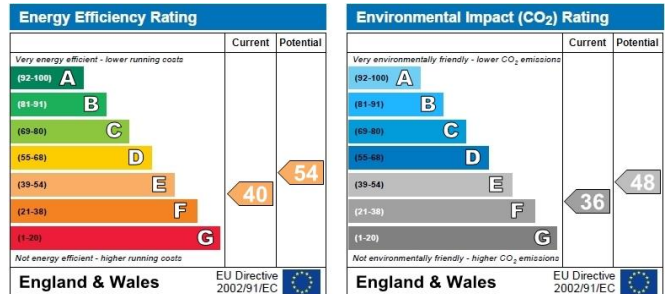 Energy Efficiency Rating
Current Potential
Very energy efficient - lower running costs
(92-100) A
(81-91) B
(69-80) C
(55-68) D
(39-54) E
(21-38) F
(1-20) G
40
54
Not energy efficient - higher running costs
England & Wales
EU Directive
2002/91/EC
Environmental Impact (CO₂) Rating
Current Potential
Very environmentally friendly - lower CO₂ emissions
(92-100) A
(81-91) B
(69-80) C
(55-68) D
(39-54) E
(21-38) F
(1-20) G
36
48
Not environmentally friendly - higher CO₂ emissions
England & Wales
EU Directive
2002/91/EC